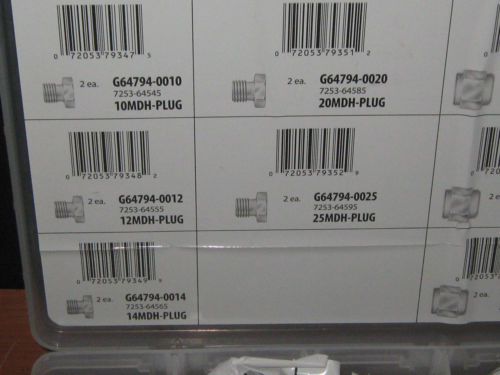 0 72053 79347 5
2 ea. G64794-0010
7253-64545
10MDH-PLUG
0 72053 79351 2
2 ea. G64794-0020
7253-64585
20MDH-PLUG
0 72053 79348 2
2 ea. G64794-0012
7253-64555
12MDH-PLUG
0 72053 79352 9
2 ea. G64794-0025
7253-64595
25MDH-PLUG
0 72053 79349 9
2 ea. G64794-0014
7253-64565
14MDH-PLUG